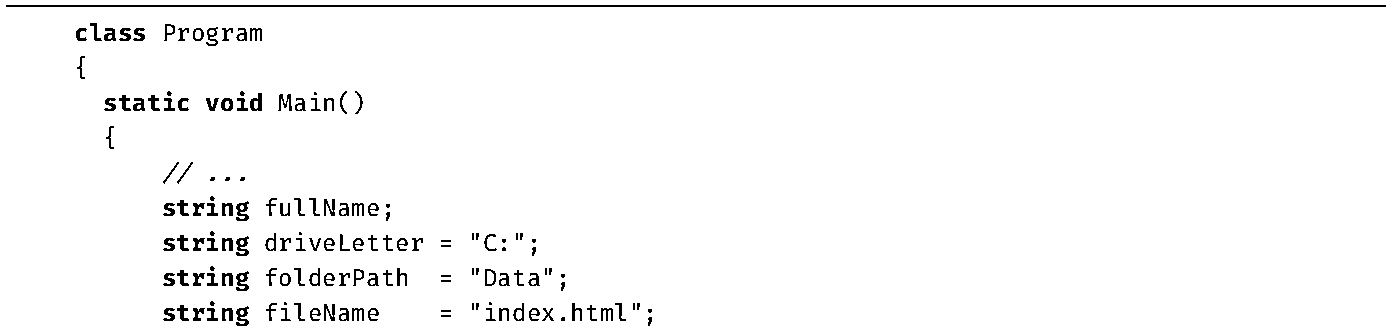 class Program
{
  static void Main()
  {
      // ...
      string fullName;
      string driveLetter = "C:";
      string folderPath  = "Data";
      string fileName    = "index.html";